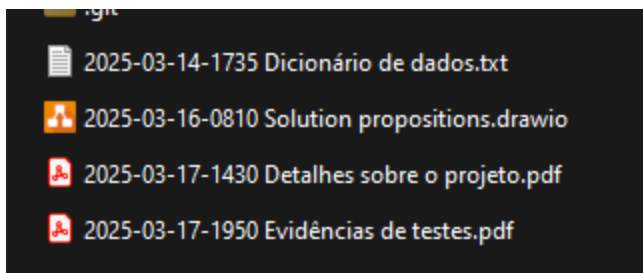 .git
2025-03-14-1735 Dicionário de dados.txt
2025-03-16-0810 Solution propositions.drawio
2025-03-17-1430 Detalhes sobre o projeto.pdf
2025-03-17-1950 Evidências de testes.pdf